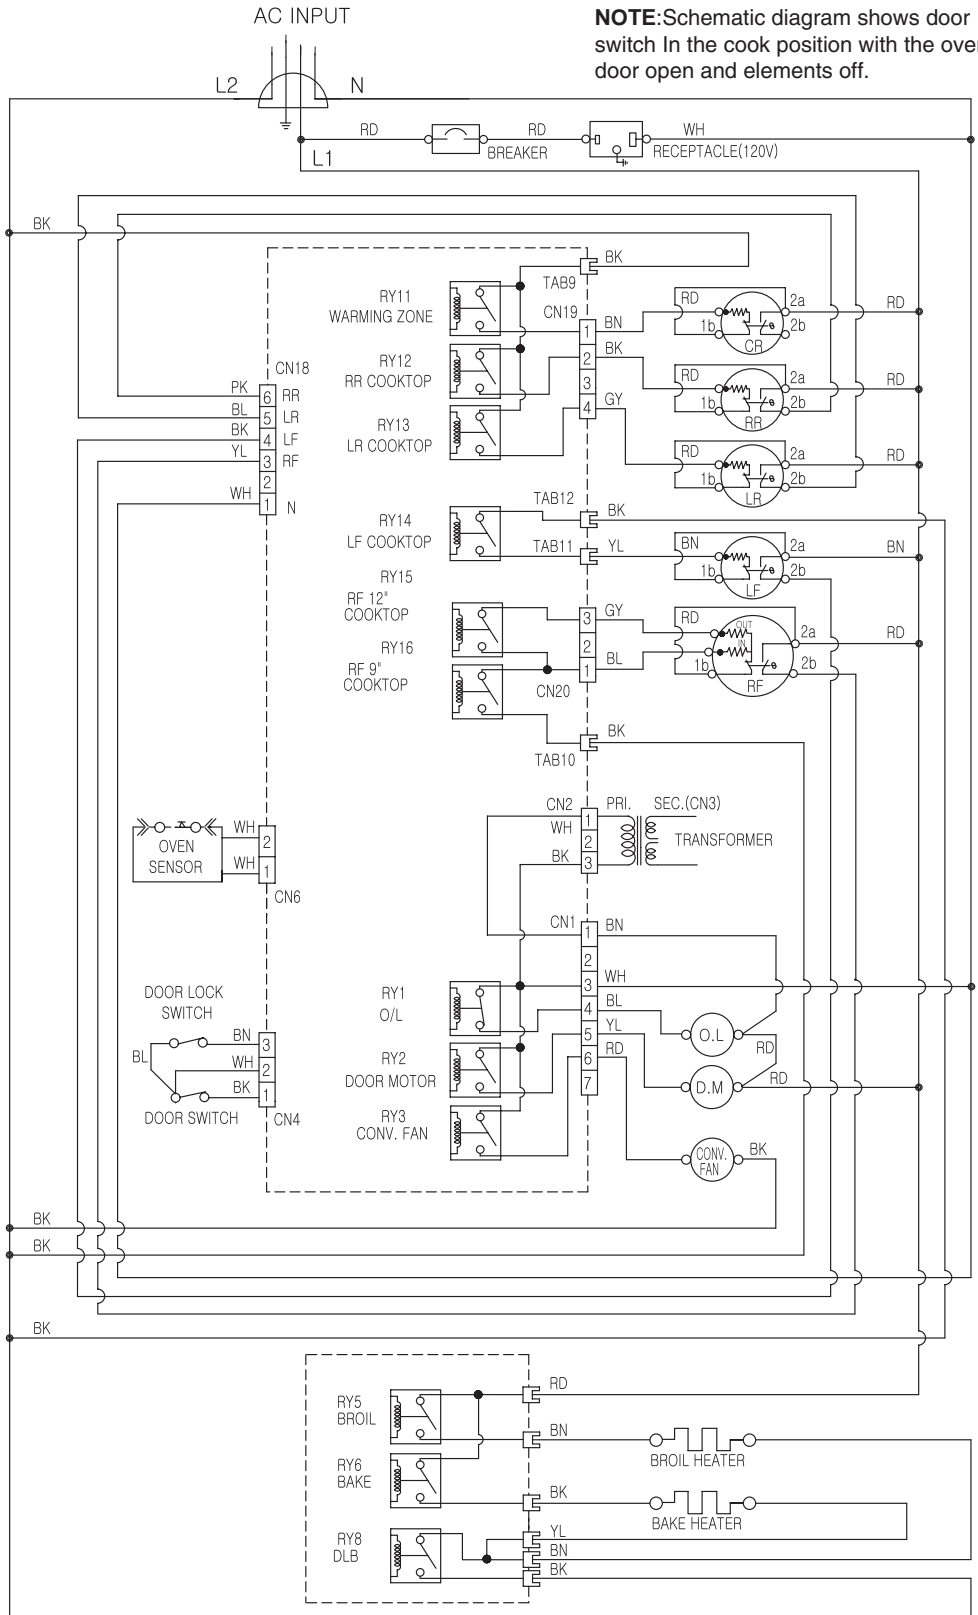 AC INPUT
NOTE:Schematic diagram shows door
switch In the cook position with the oven
door open and elements off.
L2
N
RD
BREAKER
RD
RECEPTACLE(120V)
WH
L1
BK
BK
TAB9
RY11
WARMING ZONE
CN19
1
2
3
4
BN
BK
GY
RD
1b
2a
2b
CR
RD
RY12
RR COOKTOP
RD
1b
2a
2b
RR
RD
RY13
LR COOKTOP
RD
1b
2a
2b
LR
RD
CN18
PK 6 RR
BL 5 LR
BK 4 LF
YL 3 RF
2
WH 1 N
RY14
LF COOKTOP
TAB12
BK
TAB11
YL
BN
1b
2a
2b
LF
BN
RY15
RF 12"
COOKTOP
RY16
RF 9"
COOKTOP
3
2
1
GY
BL
CN20
RD
OUT
IN
1b
2a
2b
RF
RD
BK
TAB10
CN2
WH
BK
1
2
3
PRI.
SEC.(CN3)
TRANSFORMER
OVEN
SENSOR
WH 2
WH 1
CN6
CN1
1 BN
2
3 WH
4 BL
5 YL
6 RD
7
RY1
O/L
RY2
DOOR MOTOR
RY3
CONV. FAN
O.L
RD
D.M
RD
CONV.
FAN
BK
DOOR LOCK
SWITCH
BL
BN 3
WH 2
BK 1
DOOR SWITCH
CN4
BK
BK
BK
RY5
BROIL
RD
BN
BROIL HEATER
RY6
BAKE
BK
BAKE HEATER
RY8
DLB
YL
BN
BK